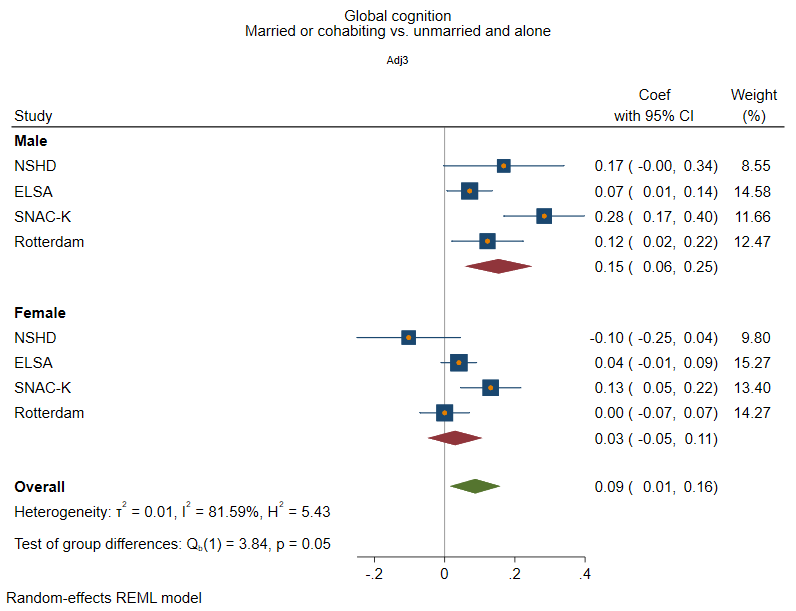 Global cognition
Married or cohabiting vs. unmarried and alone
Adj3
Coef Weight
Study with 95% CI (%)
Male
NSHD 0.17 ( -0.00, 0.34) 8.55
ELSA 0.07 ( 0.01, 0.14) 14.58
SNAC-K 0.28 ( 0.17, 0.40) 11.66
Rotterdam 0.12 ( 0.02, 0.22) 12.47
0.15 ( 0.06, 0.25)
Female
NSHD -0.10 ( -0.25, 0.04) 9.80
ELSA 0.04 ( -0.01, 0.09) 15.27
SNAC-K 0.13 ( 0.05, 0.22) 13.40
Rotterdam 0.00 ( -0.07, 0.07) 14.27
0.03 ( -0.05, 0.11)
Overall 0.09 ( 0.01, 0.16)
Heterogeneity: τ² = 0.01, I² = 81.59%, H² = 5.43
Test of group differences: Q_b(1) = 3.84, p = 0.05
-.2 0 .2 .4
Random-effects REML model